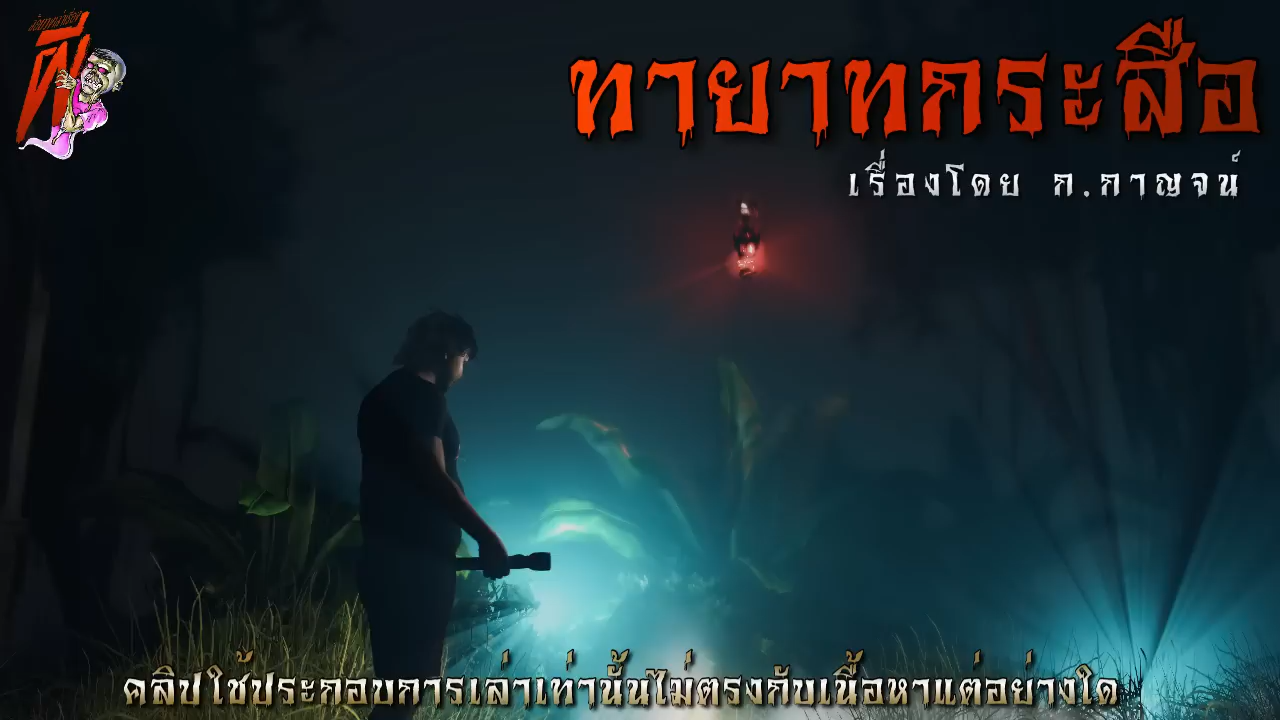 ผี
ทายาทกระสือ
เรื่องโดย ก.กาญจน์
คลิปใช้ประกอบการเล่าเท่านั้นไม่ตรงกับเนื้อหาแต่อย่างใด